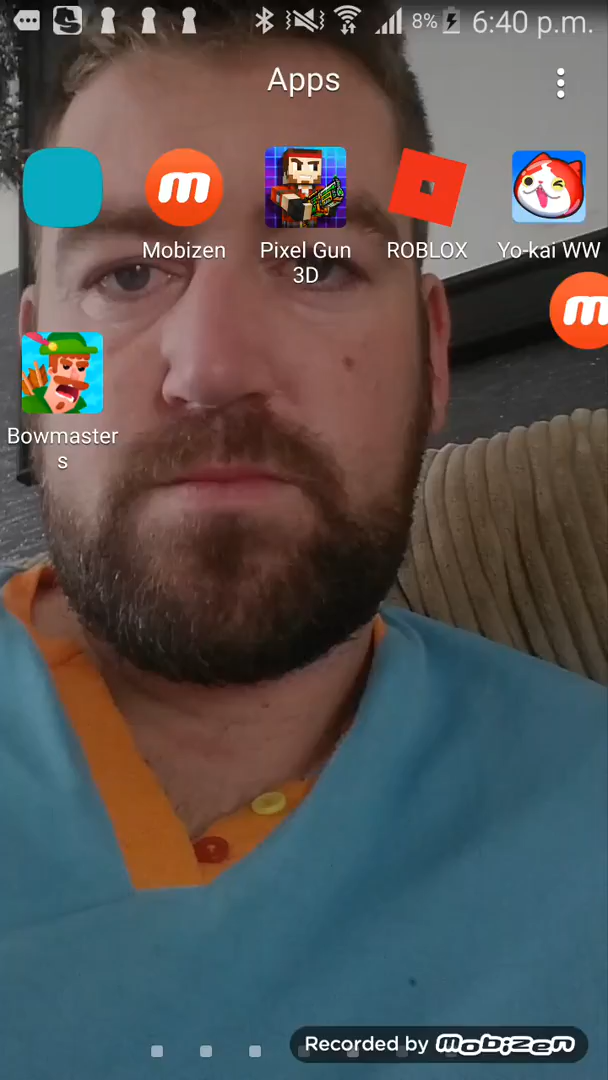 8% 6:40 p.m.
Apps
Mobizen
Pixel Gun
3D
ROBLOX
Yo-kai WW
Bowmaster
s
Recorded by mobizen